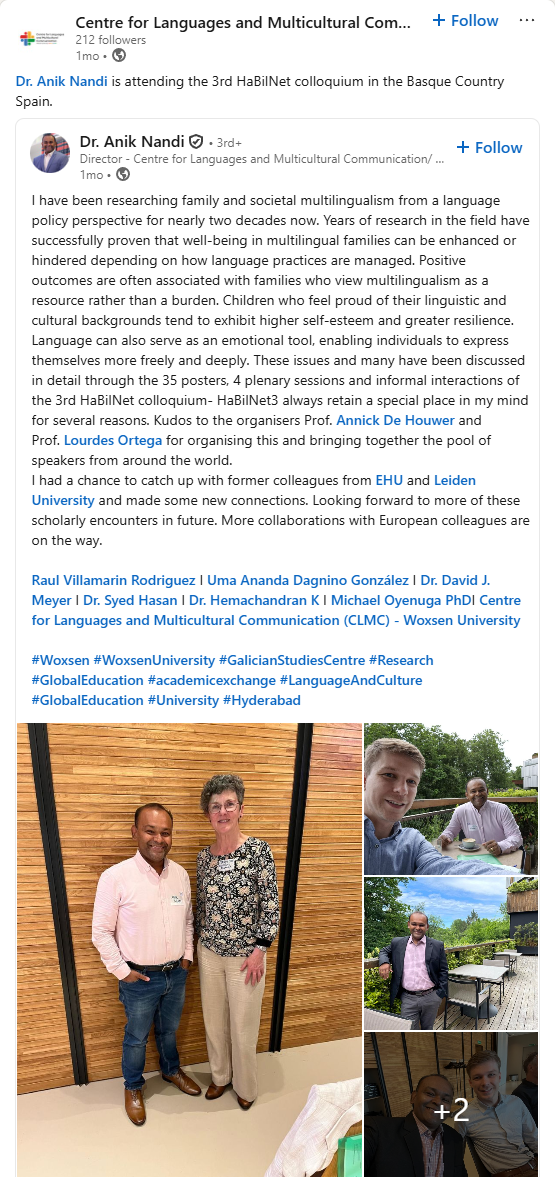 Centre for Languages and Multicultural Com...
+ Follow
212 followers
1mo •
Dr. Anik Nandi is attending the 3rd HaBilNet colloquium in the Basque Country
Spain.
Dr. Anik Nandi • 3rd+
+ Follow
Director - Centre for Languages and Multicultural Communication/ ...
1mo •
I have been researching family and societal multilingualism from a language
policy perspective for nearly two decades now. Years of research in the field have
successfully proven that well-being in multilingual families can be enhanced or
hindered depending on how language practices are managed. Positive
outcomes are often associated with families who view multilingualism as a
resource rather than a burden. Children who feel proud of their linguistic and
cultural backgrounds tend to exhibit higher self-esteem and greater resilience.
Language can also serve as an emotional tool, enabling individuals to express
themselves more freely and deeply. These issues and many have been discussed
in detail through the 35 posters, 4 plenary sessions and informal interactions of
the 3rd HaBilNet colloquium- HaBilNet3 always retain a special place in my mind
for several reasons. Kudos to the organisers Prof. Annick De Houwer and
Prof. Lourdes Ortega for organising this and bringing together the pool of
speakers from around the world.
I had a chance to catch up with former colleagues from EHU and Leiden
University and made some new connections. Looking forward to more of these
scholarly encounters in future. More collaborations with European colleagues are
on the way.
Raul Villamarin Rodriguez I Uma Ananda Dagnino González I Dr. David J.
Meyer I Dr. Syed Hasan I Dr. Hemachandran K I Michael Oyenuga PhDI Centre
for Languages and Multicultural Communication (CLMC) - Woxsen University
#Woxsen #WoxsenUniversity #GalicianStudiesCentre #Research
#GlobalEducation #academicexchange #LanguageAndCulture
#GlobalEducation #University #Hyderabad
+2